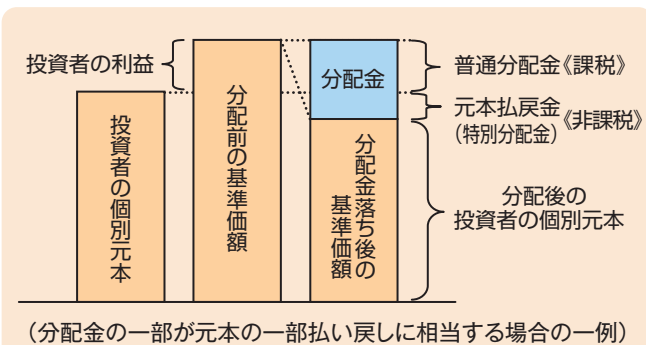 投資者の利益
投資者の個別元本
分配前の基準価額
分配金
分配金落ち後の
基準価額
普通分配金《課税》
元本払戻金
(特別分配金)
《非課税》
分配後の
投資者の個別元本
(分配金の一部が元本の一部払い戻しに相当する場合の一例)